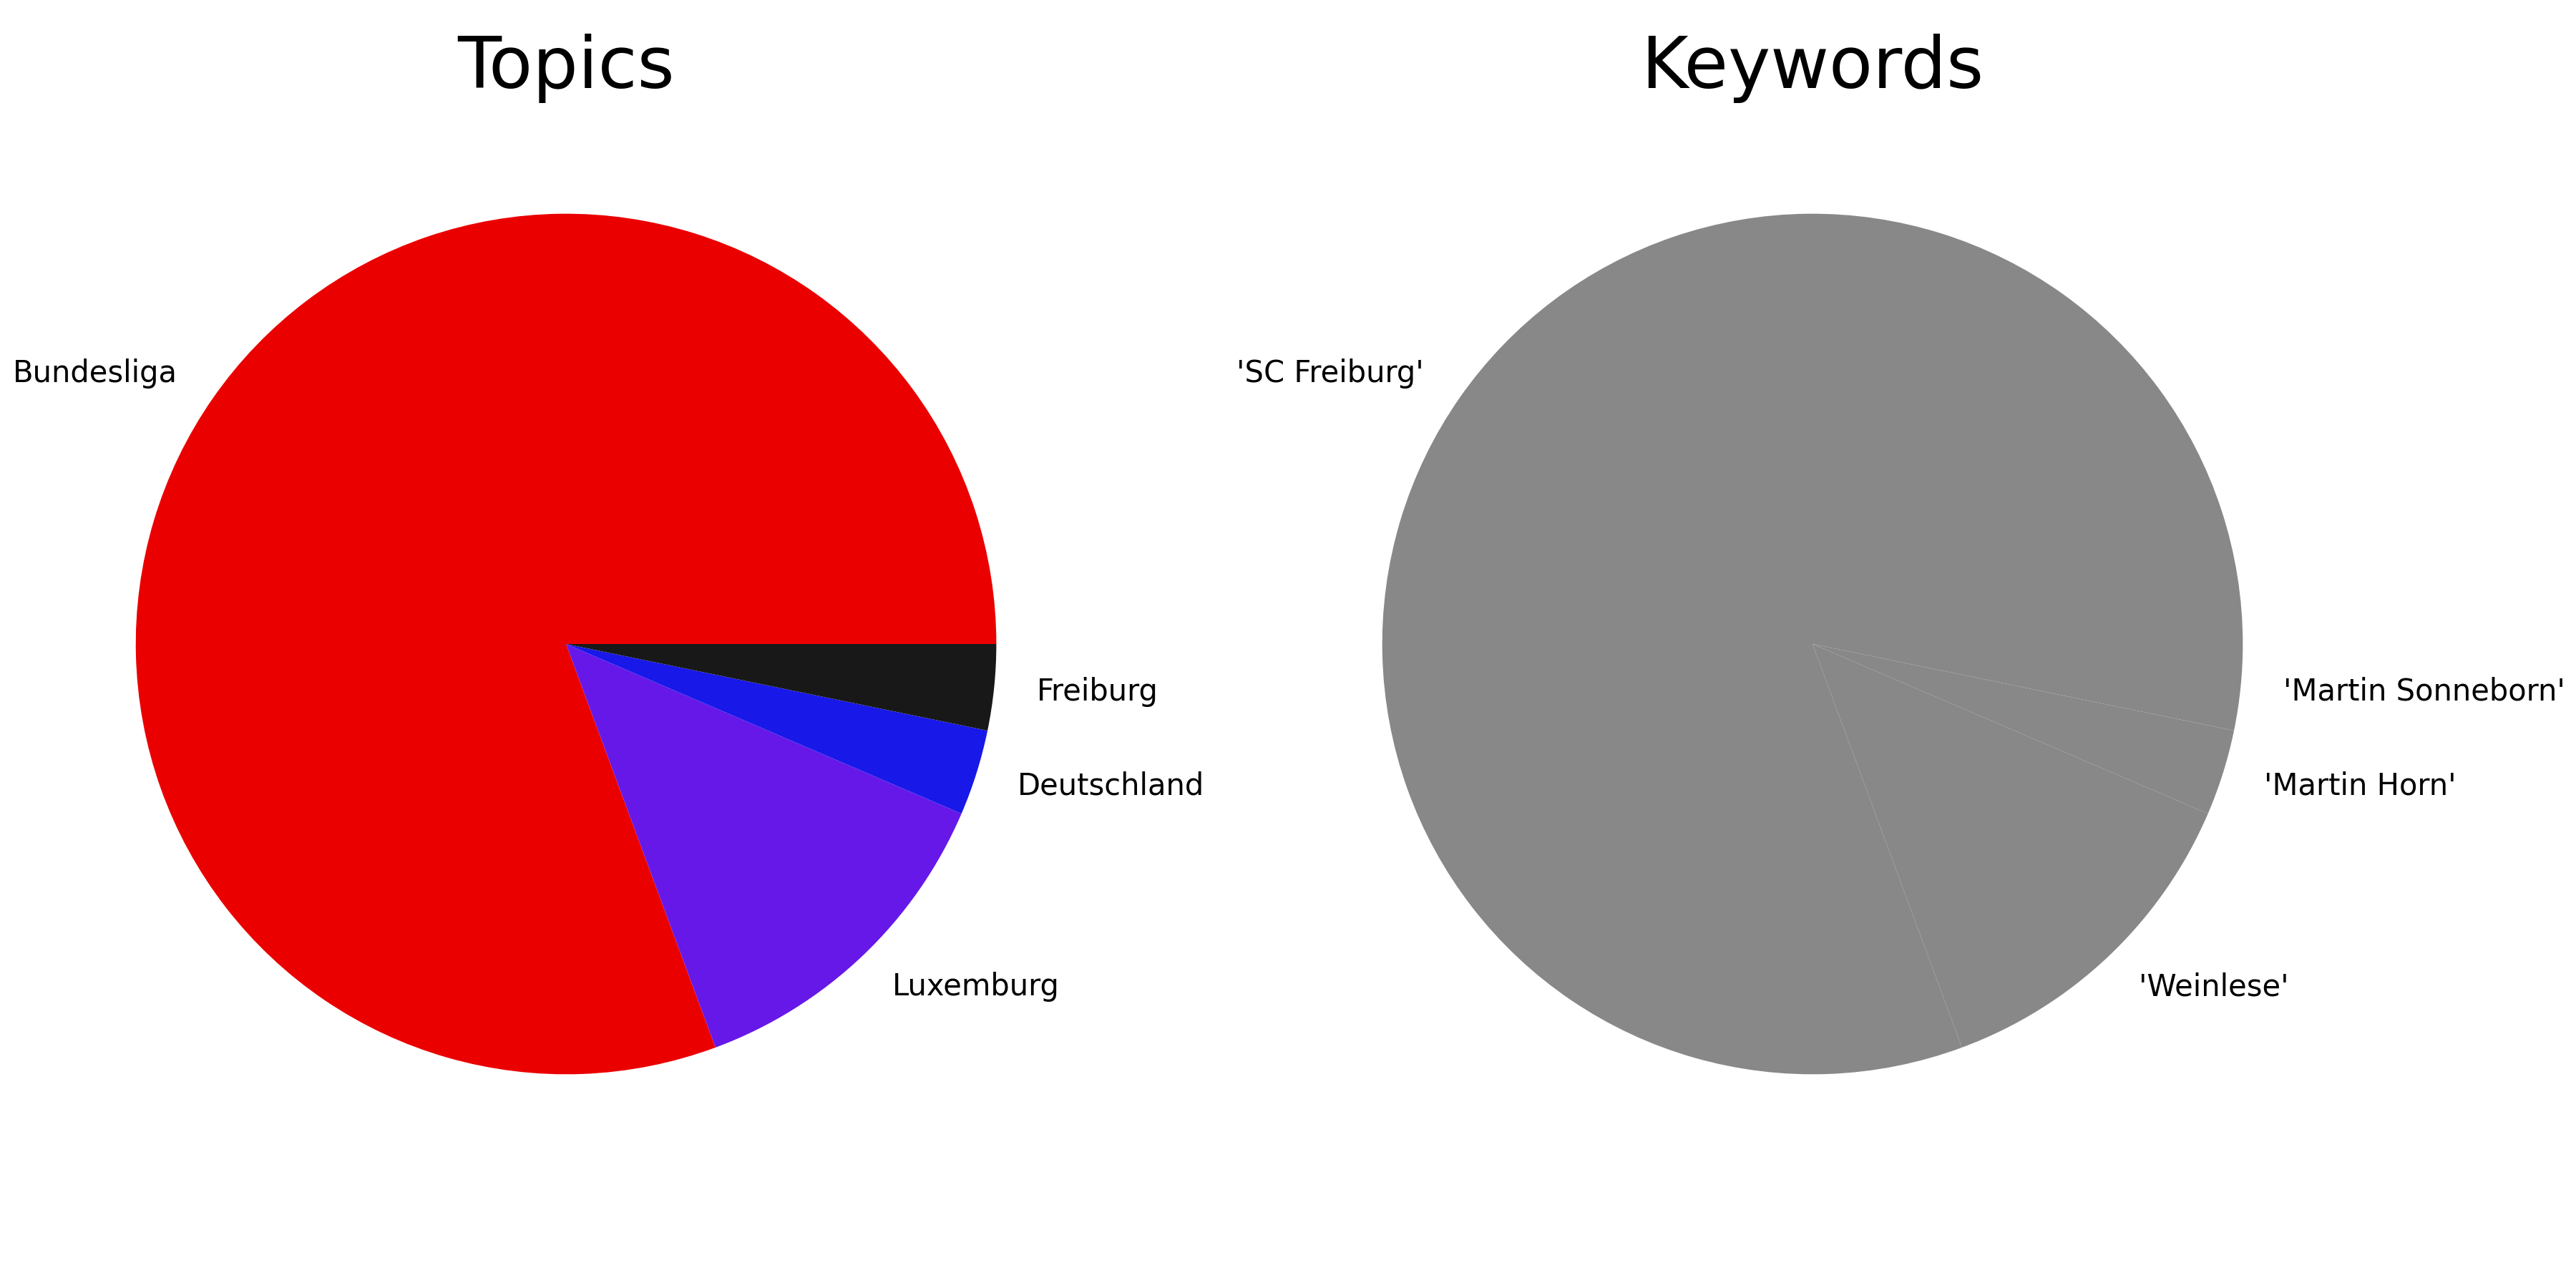 Topics
Bundesliga
Freiburg
Deutschland
Luxemburg
Keywords
'SC Freiburg'
'Martin Sonneborn'
'Martin Horn'
'Weinlese'